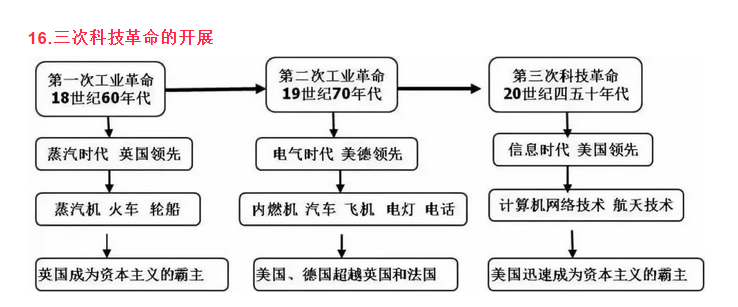 16.三次科技革命的开展
第一次工业革命
18世纪60年代
第二次工业革命
19世纪70年代
第三次科技革命
20世纪四五十年代
蒸汽时代 英国领先
电气时代 美德领先
信息时代 美国领先
蒸汽机 火车 轮船
内燃机 汽车 飞机 电灯 电话
计算机网络技术 航天技术
英国成为资本主义的霸主
美国、德国超越英国和法国
美国迅速成为资本主义的霸主